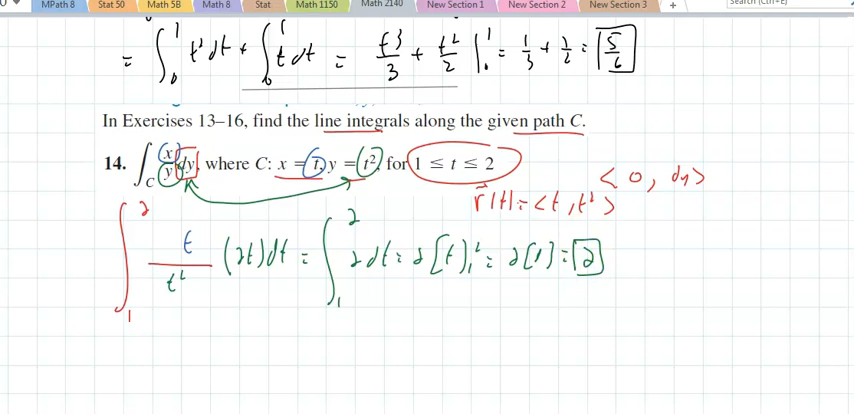 MPath 8 Stat 50 Math 5B Math 8 Stat Math 1150 Math 2140 New Section 1 New Section 2 New Section 3 + Search (Ctrl+E)
= ∫₀¹ t² dt + ∫₀¹ t dt = t³/3 + t²/2 |₀¹ = 1/3 + 1/2 = 5/6
In Exercises 13–16, find the line integrals along the given path C.
14. ∫_C x/y dy, where C: x = t, y = t², for 1 ≤ t ≤ 2
< 0, dy >
r⃗(t) = < t, t² >
∫₁² t/t² (2t) dt = ∫₁² 2 dt = 2 [t]₁² = 2[1] = 2